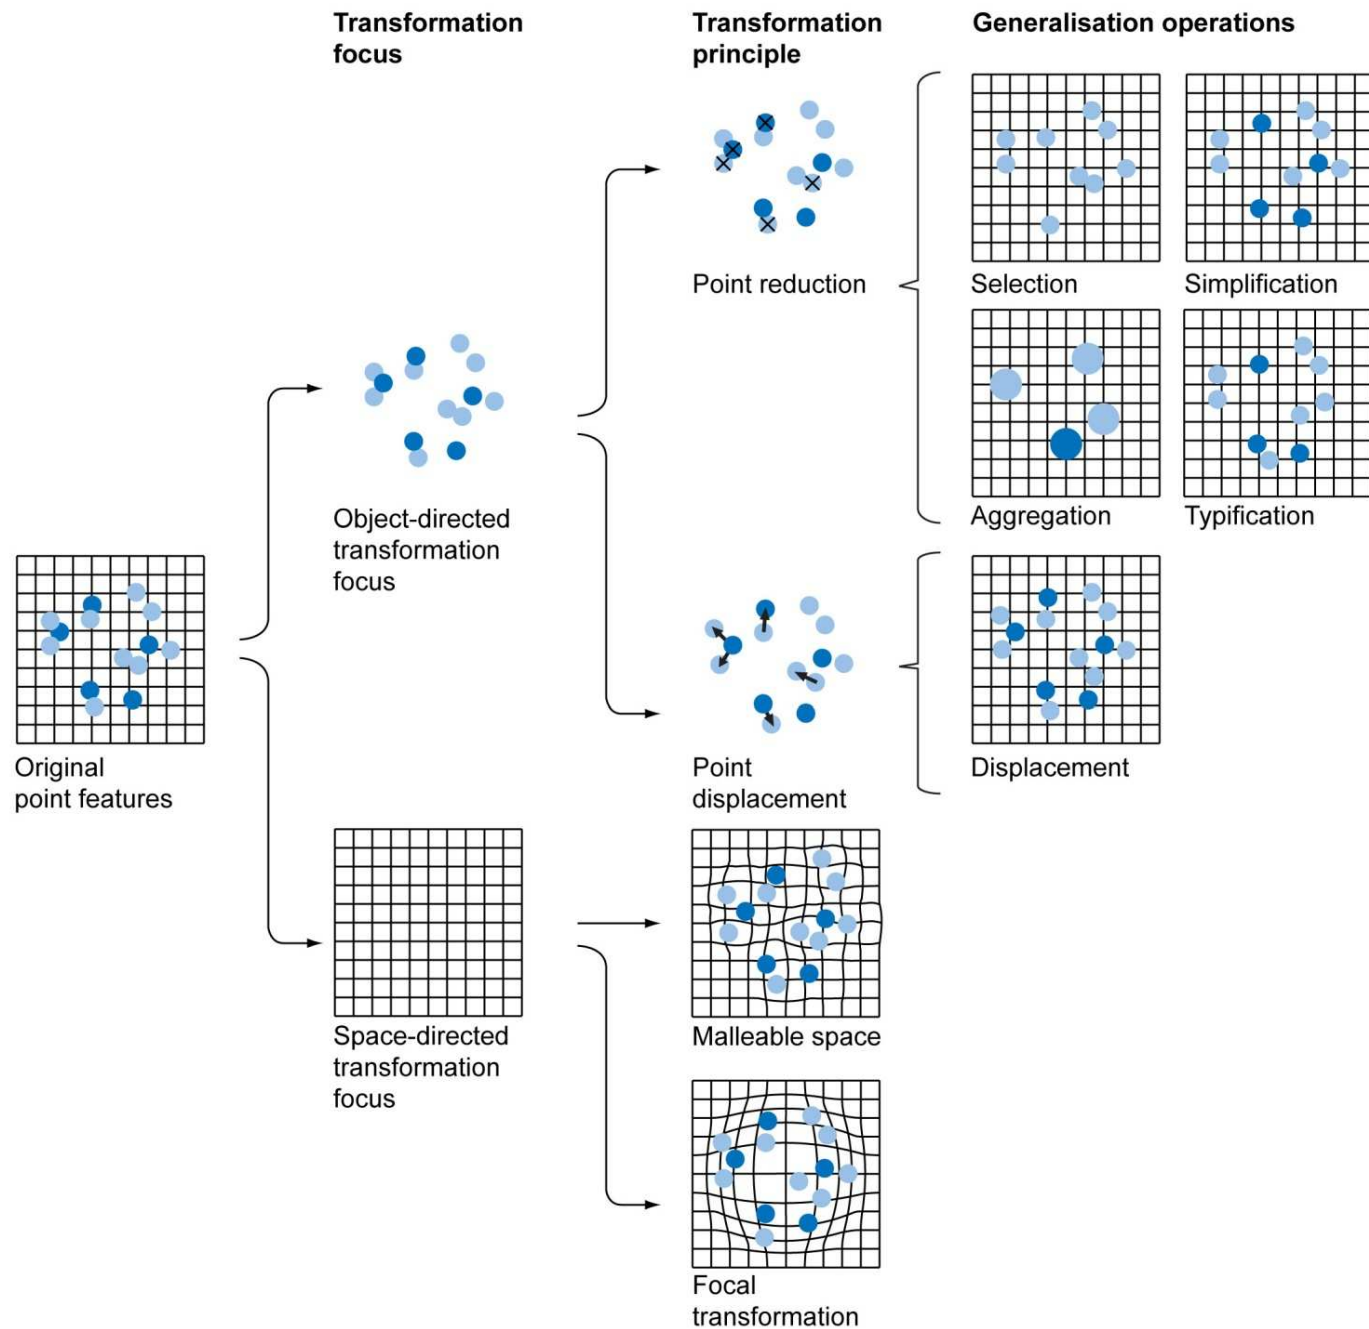 Transformation
focus
Transformation
principle
Generalisation operations
Point reduction
Selection
Simplification
Aggregation
Typification
Object-directed
transformation
focus
Original
point features
Point
displacement
Displacement
Space-directed
transformation
focus
Malleable space
Focal
transformation